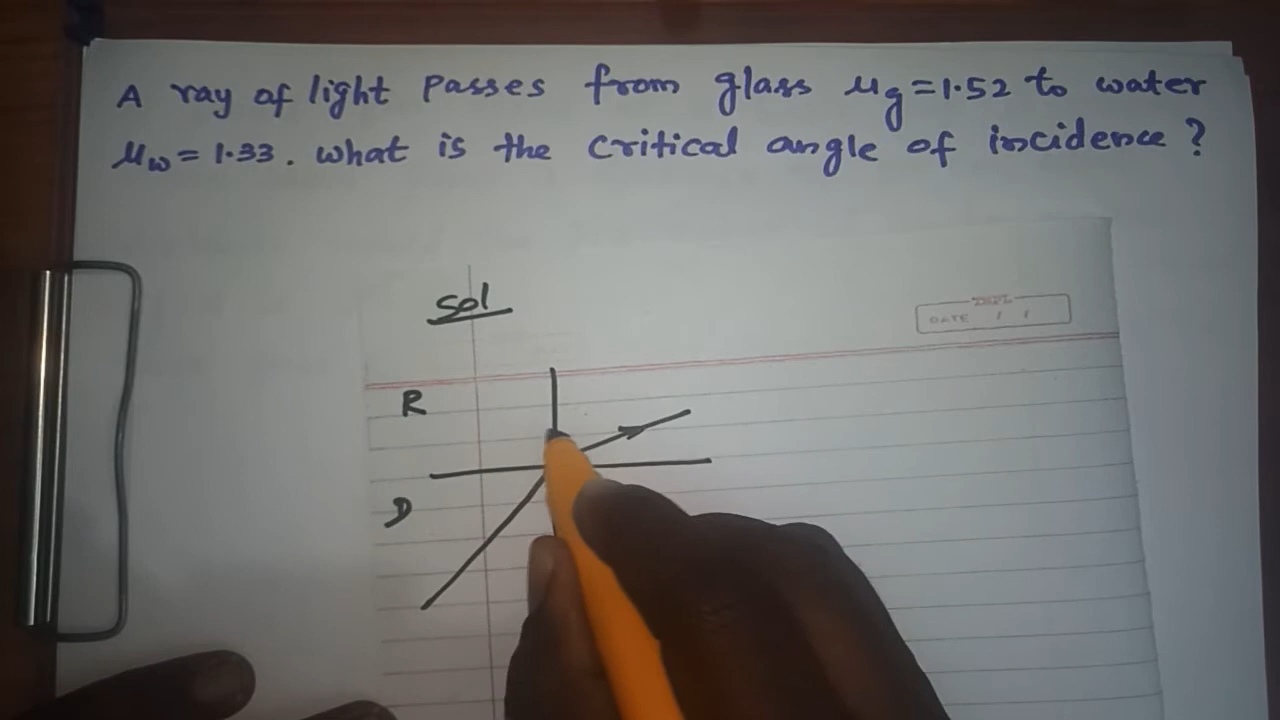 A ray of light Passes from glass μg=1.52 to water
μw=1.33. what is the critical angle of incidence?
Sol
DATE / /
R
D